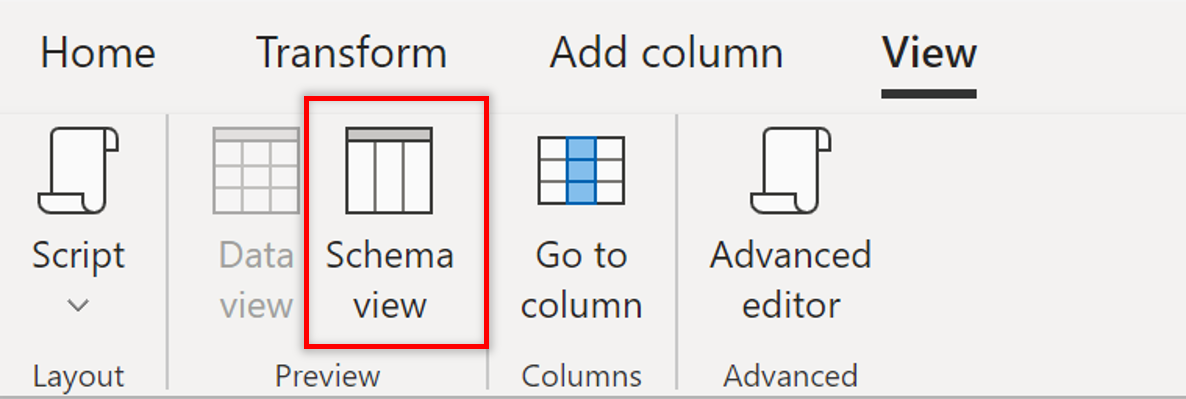 Home Transform Add column View
Script
Data view
Schema view
Go to column
Advanced editor
Layout Preview Columns Advanced